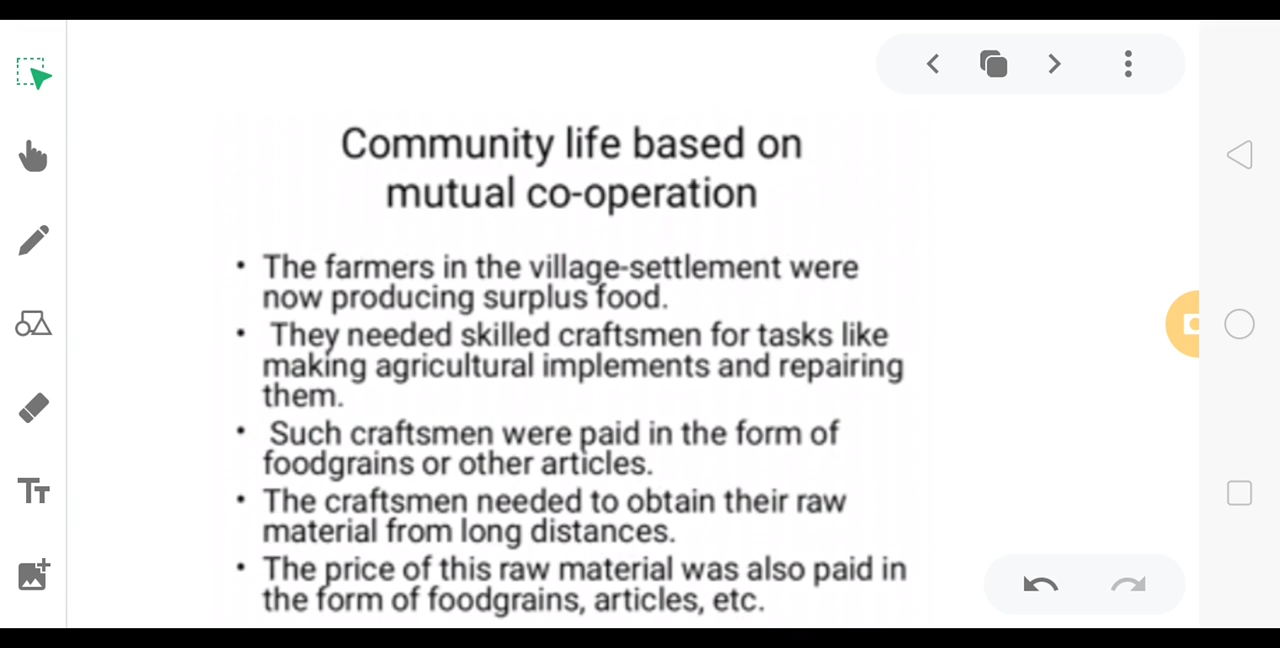 Community life based on
mutual co-operation
• The farmers in the village-settlement were
now producing surplus food.
• They needed skilled craftsmen for tasks like
making agricultural implements and repairing
them.
• Such craftsmen were paid in the form of
foodgrains or other articles.
• The craftsmen needed to obtain their raw
material from long distances.
• The price of this raw material was also paid in
the form of foodgrains, articles, etc.
TT